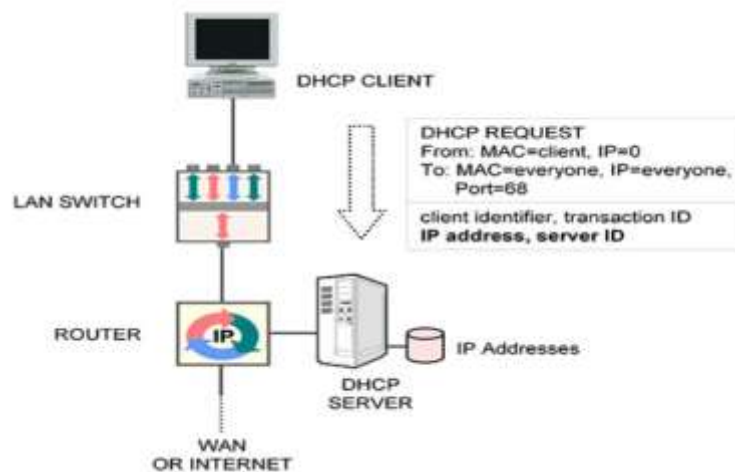 DHCP CLIENT
DHCP REQUEST
From: MAC=client, IP=0
To: MAC=everyone, IP=everyone,
Port=68
client identifier, transaction ID
IP address, server ID
LAN SWITCH
ROUTER
IP
IP Addresses
DHCP
SERVER
WAN
OR INTERNET